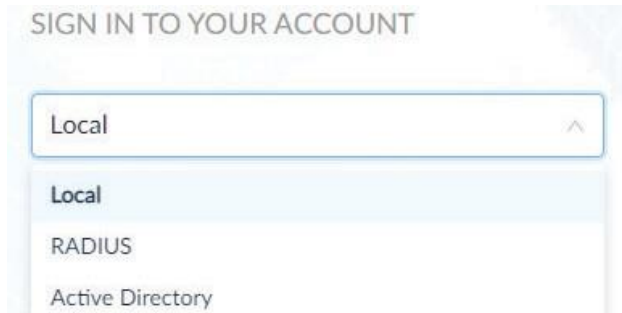 SIGN IN TO YOUR ACCOUNT
Local
Local
RADIUS
Active Directory